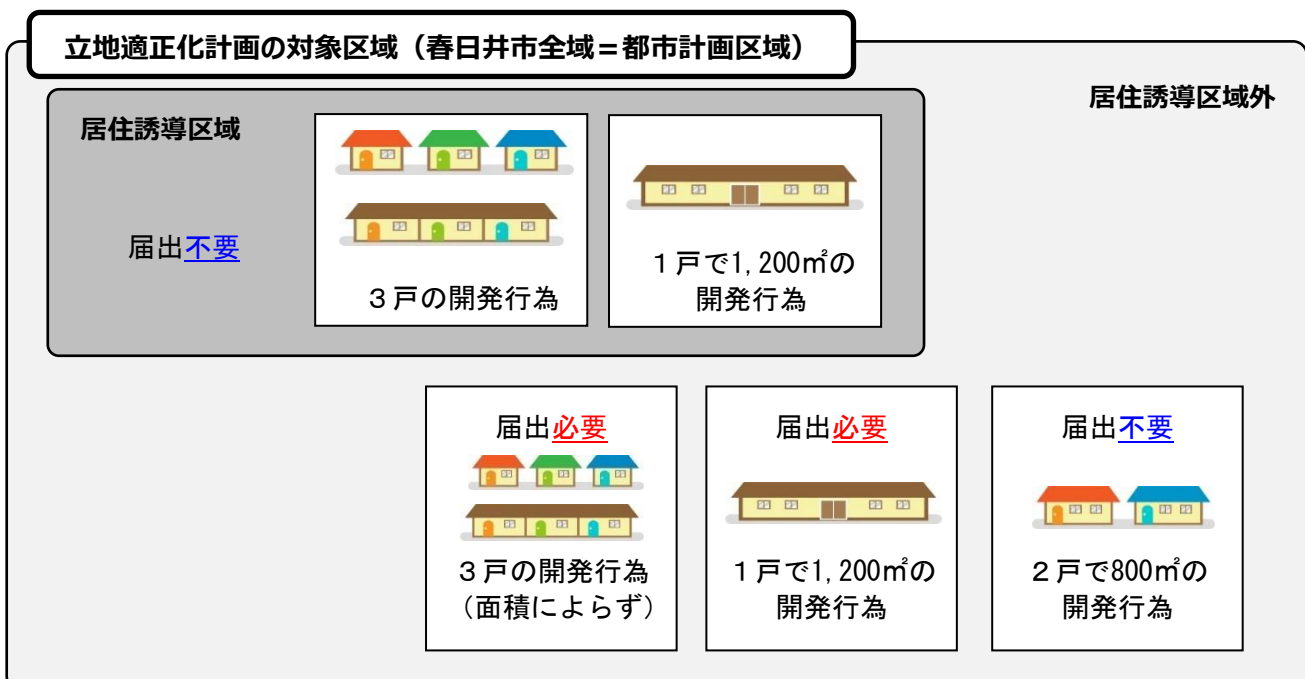 立地適正化計画の対象区域（春日井市全域＝都市計画区域）
居住誘導区域外
居住誘導区域
届出不要
３戸の開発行為
１戸で1,200㎡の
開発行為
届出必要
３戸の開発行為
（面積によらず）
届出必要
１戸で1,200㎡の
開発行為
届出不要
２戸で800㎡の
開発行為